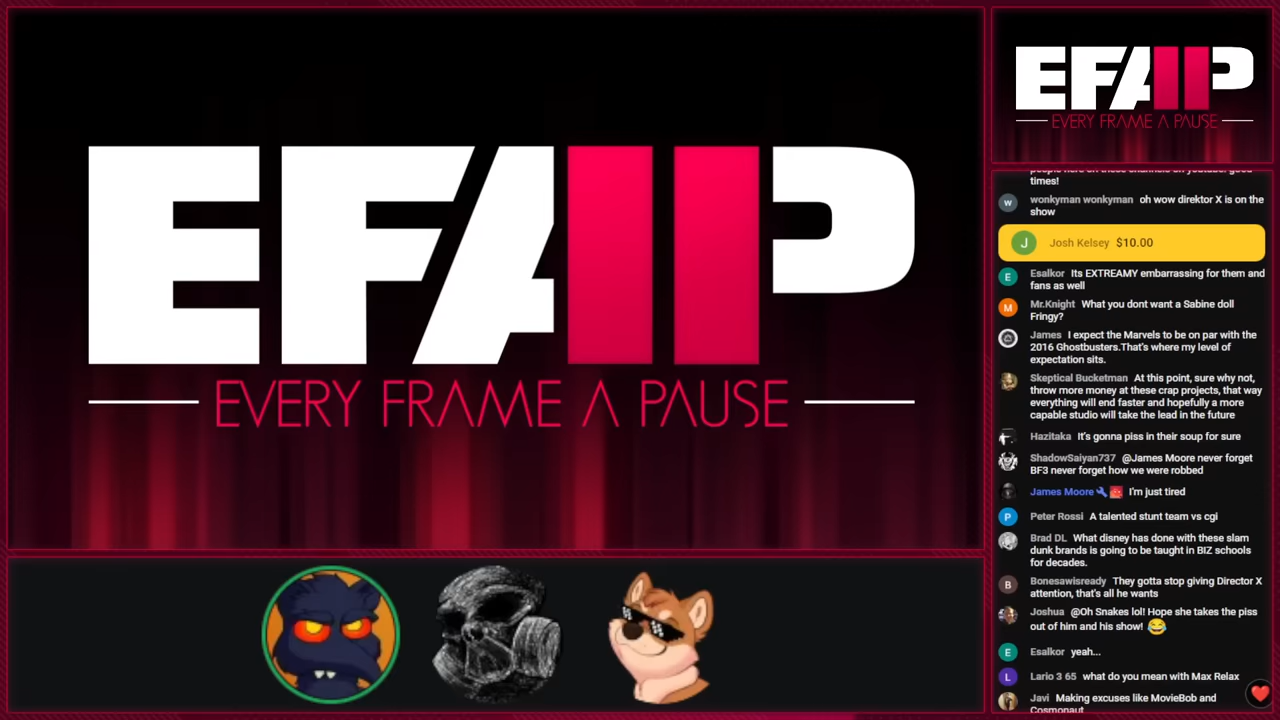 EFAP
EVERY FRAME A PAUSE
EFAP
EVERY FRAME A PAUSE
people here on these channels on youtube. good
times!
w wonkyman wonkyman oh wow direktor X is on the
show
J Josh Kelsey $10.00
E Esalkor Its EXTREAMY embarrassing for them and
fans as well
M Mr.Knight What you dont want a Sabine doll
Fringy?
James I expect the Marvels to be on par with the
2016 Ghostbusters.That's where my level of
expectation sits.
Skeptical Bucketman At this point, sure why not,
throw more money at these crap projects, that way
everything will end faster and hopefully a more
capable studio will take the lead in the future
Hazitaka It's gonna piss in their soup for sure
ShadowSaiyan737 @James Moore never forget
BF3 never forget how we were robbed
James Moore I'm just tired
P Peter Rossi A talented stunt team vs cgi
Brad DL What disney has done with these slam
dunk brands is going to be taught in BIZ schools
for decades.
B Bonesawisready They gotta stop giving Director X
attention, that's all he wants
Joshua @Oh Snakes lol! Hope she takes the piss
out of him and his show! 😂
E Esalkor yeah...
L Lario 3 65 what do you mean with Max Relax
Javi Making excuses like MovieBob and
Cosmonaut